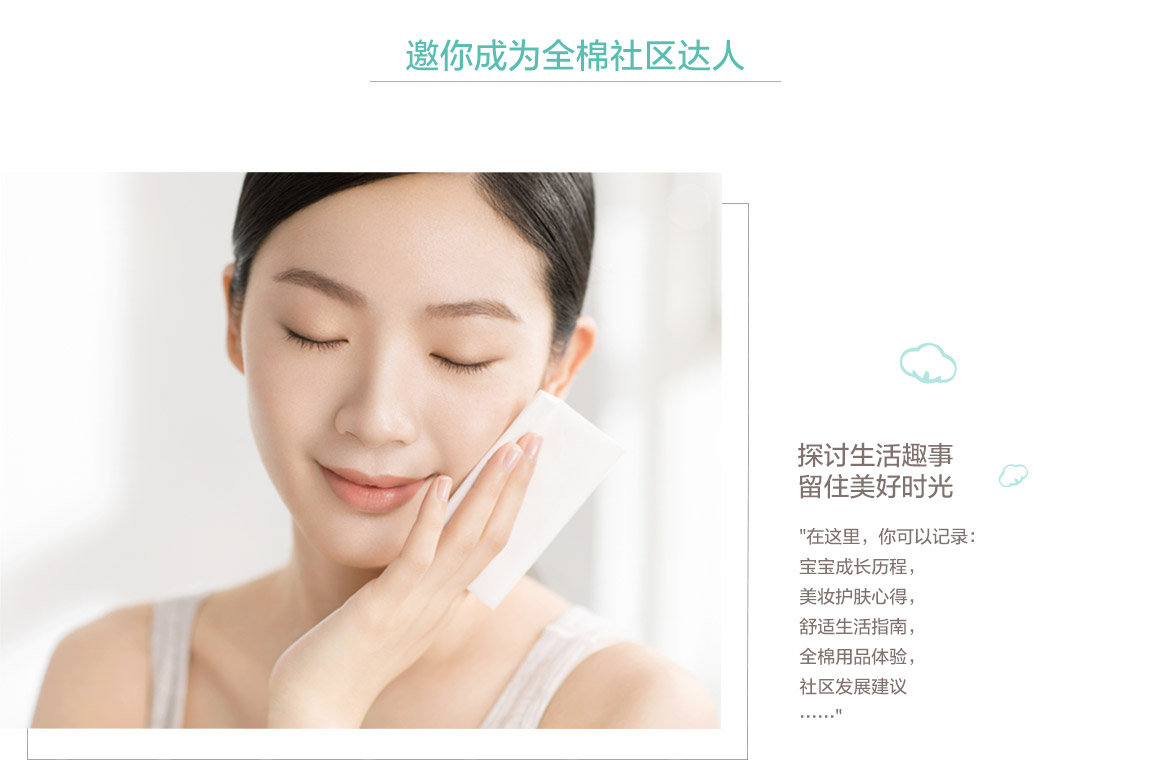 邀你成为全棉社区达人
探讨生活趣事
留住美好时光
"在这里，你可以记录：
宝宝成长历程，
美妆护肤心得，
舒适生活指南，
全棉用品体验，
社区发展建议
……"